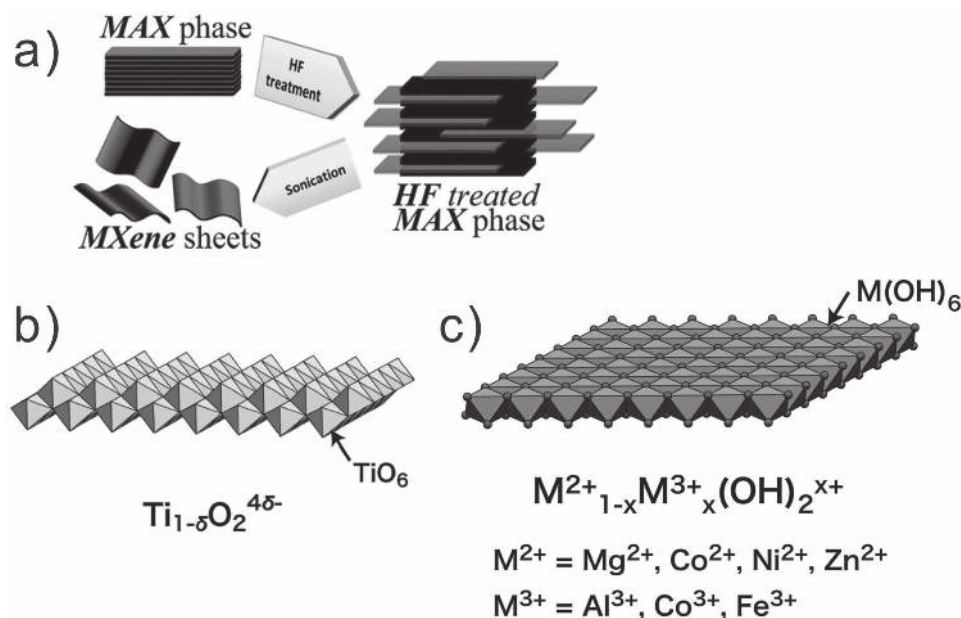 a)
MAX phase
HF
treatment
Sonication
HF treated
MAX phase
MXene sheets
b)
TiO₆
Ti₁₋δO₂⁴δ⁻
c)
M(OH)₆
M²⁺₁₋ₓM³⁺ₓ(OH)₂ˣ⁺
M²⁺ = Mg²⁺, Co²⁺, Ni²⁺, Zn²⁺
M³⁺ = Al³⁺, Co³⁺, Fe³⁺